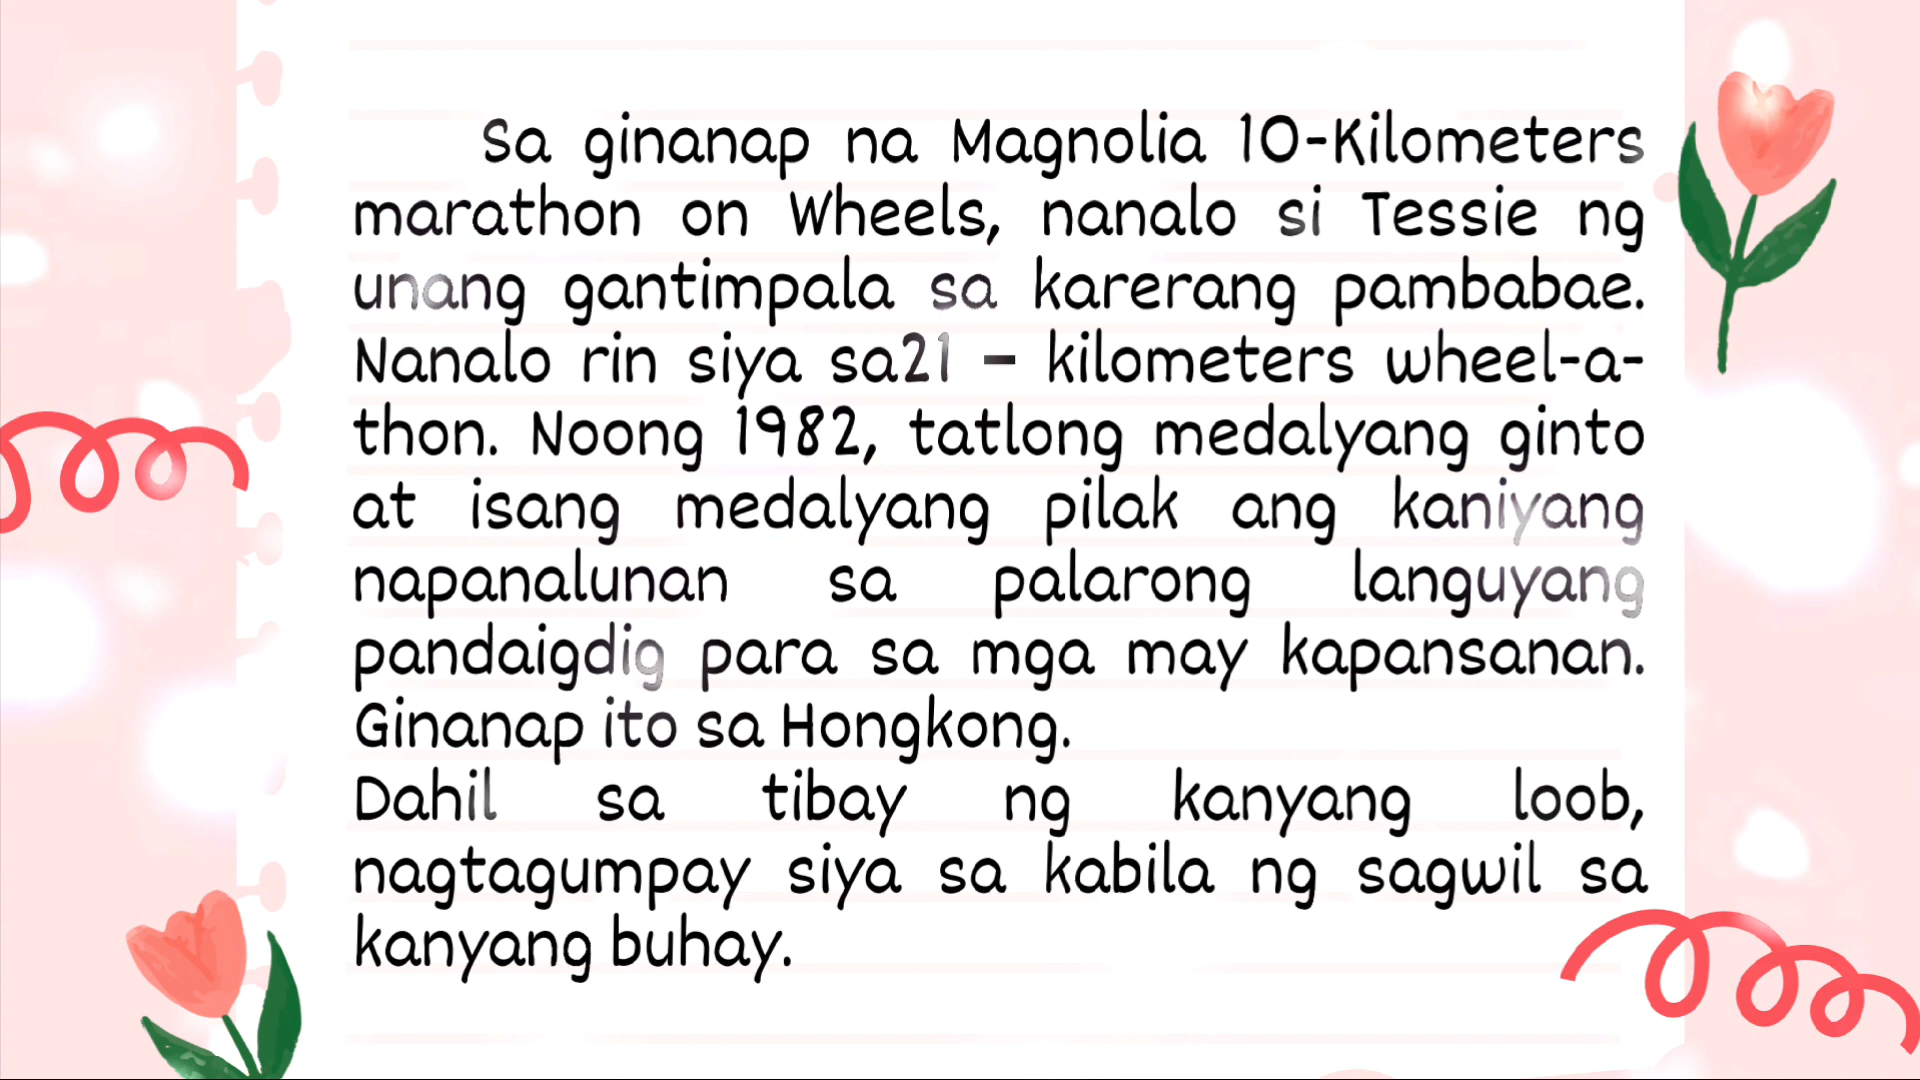 Sa ginanap na Magnolia 10-Kilometers
marathon on Wheels, nanalo si Tessie ng
unang gantimpala sa karerang pambabae.
Nanalo rin siya sa21 – kilometers wheel-a-
thon. Noong 1982, tatlong medalyang ginto
at isang medalyang pilak ang kaniyang
napanalunan sa palarong languyang
pandaigdig para sa mga may kapansanan.
Ginanap ito sa Hongkong.
Dahil sa tibay ng kanyang loob,
nagtagumpay siya sa kabila ng sagwil sa
kanyang buhay.